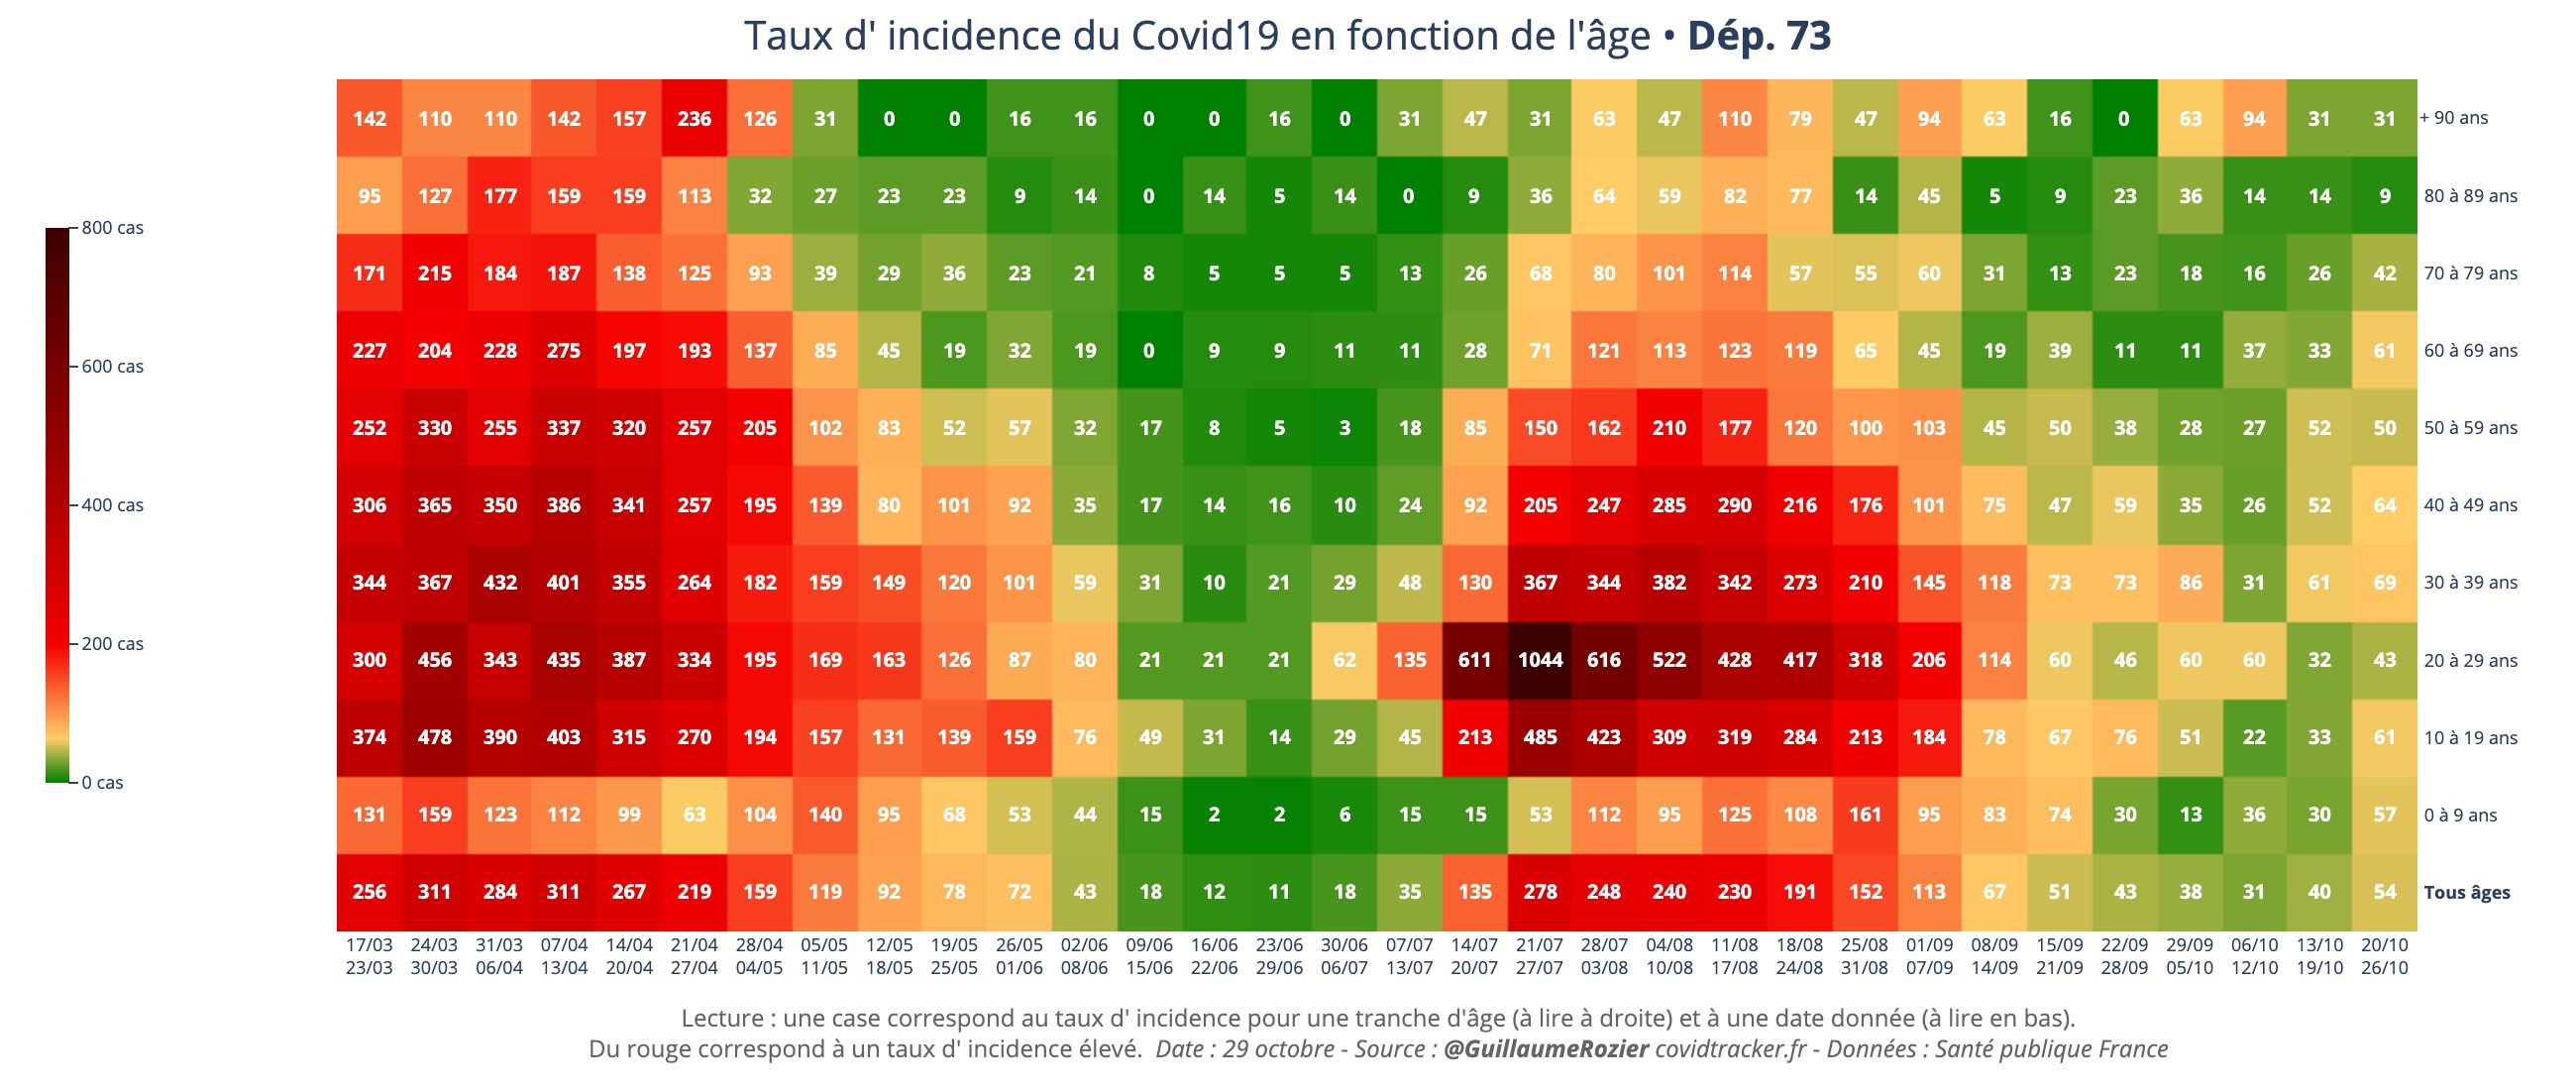 Taux d' incidence du Covid19 en fonction de l'âge • Dép. 73
142 110 110 142 157 236 126 31 0 0 16 16 0 0 16 0 31 47 31 63 47 110 79 47 94 63 16 0 63 94 31 31 + 90 ans
95 127 177 159 159 113 32 27 23 23 9 14 0 14 5 14 0 9 36 64 59 82 77 14 45 5 9 23 36 14 14 9 80 à 89 ans
171 215 184 187 138 125 93 39 29 36 23 21 8 5 5 5 13 26 68 80 101 114 57 55 60 31 13 23 18 16 26 42 70 à 79 ans
227 204 228 275 197 193 137 85 45 19 32 19 0 9 9 11 11 28 71 121 113 123 119 65 45 19 39 11 11 37 33 61 60 à 69 ans
252 330 255 337 320 257 205 102 83 52 57 32 17 8 5 3 18 85 150 162 210 177 120 100 103 45 50 38 28 27 52 50 50 à 59 ans
306 365 350 386 341 257 195 139 80 101 92 35 17 14 16 10 24 92 205 247 285 290 216 176 101 75 47 59 35 26 52 64 40 à 49 ans
344 367 432 401 355 264 182 159 149 120 101 59 31 10 21 29 48 130 367 344 382 342 273 210 145 118 73 73 86 31 61 69 30 à 39 ans
300 456 343 435 387 334 195 169 163 126 87 80 21 21 21 62 135 611 1044 616 522 428 417 318 206 114 60 46 60 60 32 43 20 à 29 ans
374 478 390 403 315 270 194 157 131 139 159 76 49 31 14 29 45 213 485 423 309 319 284 213 184 78 67 76 51 22 33 61 10 à 19 ans
131 159 123 112 99 63 104 140 95 68 53 44 15 2 2 6 15 15 53 112 95 125 108 161 95 83 74 30 13 36 30 57 0 à 9 ans
256 311 284 311 267 219 159 119 92 78 72 43 18 12 11 18 35 135 278 248 240 230 191 152 113 67 51 43 38 31 40 54 Tous âges
17/03 24/03 31/03 07/04 14/04 21/04 28/04 05/05 12/05 19/05 26/05 02/06 09/06 16/06 23/06 30/06 07/07 14/07 21/07 28/07 04/08 11/08 18/08 25/08 01/09 08/09 15/09 22/09 29/09 06/10 13/10 20/10
23/03 30/03 06/04 13/04 20/04 27/04 04/05 11/05 18/05 25/05 01/06 08/06 15/06 22/06 29/06 06/07 13/07 20/07 27/07 03/08 10/08 17/08 24/08 31/08 07/09 14/09 21/09 28/09 05/10 12/10 19/10 26/10
800 cas
600 cas
400 cas
200 cas
0 cas
Lecture : une case correspond au taux d' incidence pour une tranche d'âge (à lire à droite) et à une date donnée (à lire en bas).
Du rouge correspond à un taux d' incidence élevé. Date : 29 octobre - Source : @GuillaumeRozier covidtracker.fr - Données : Santé publique France